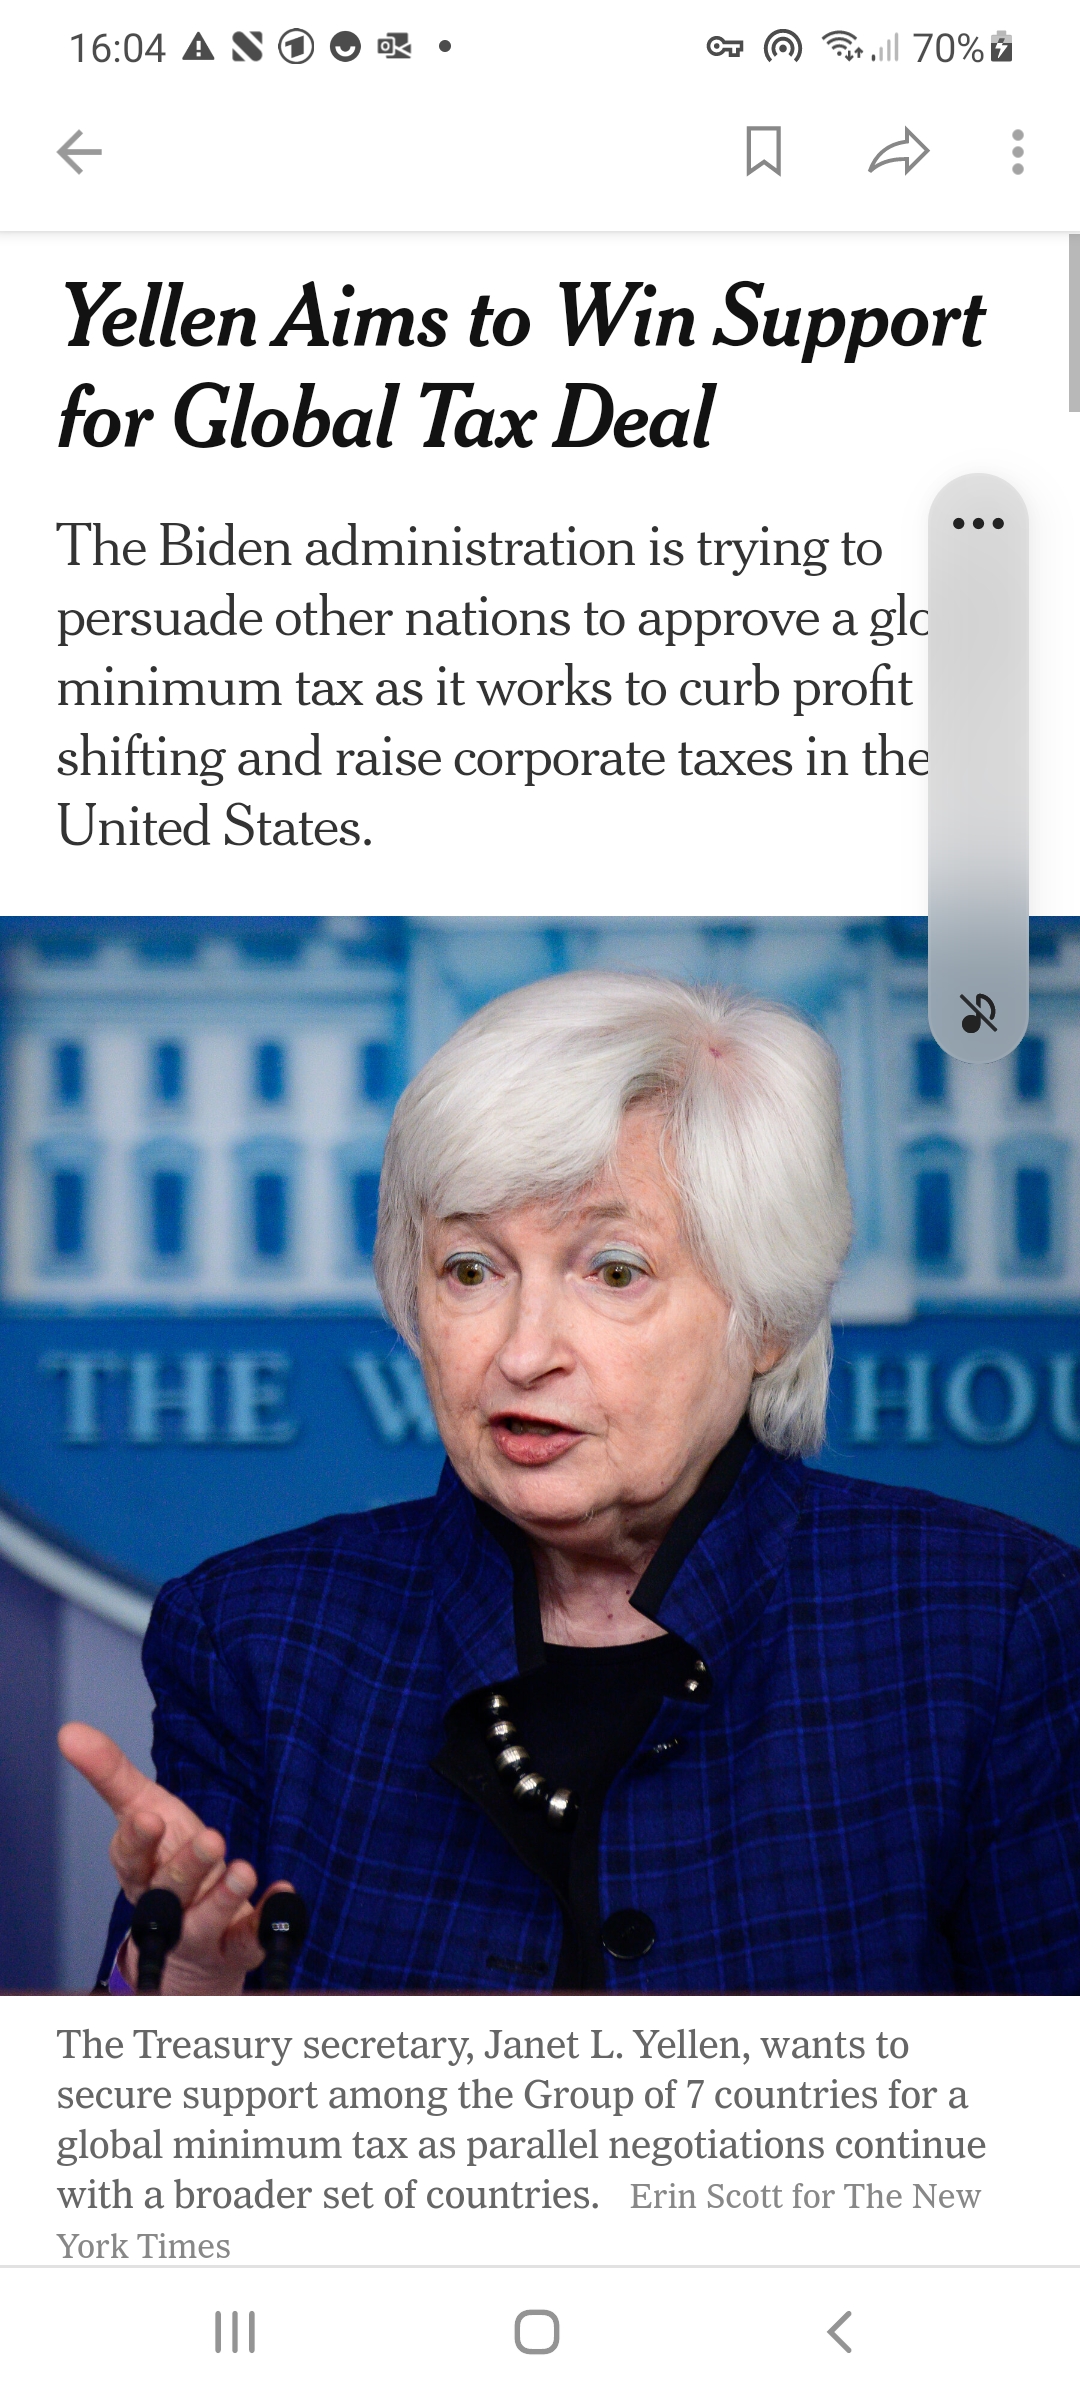 16:04
70%
Yellen Aims to Win Support
for Global Tax Deal
The Biden administration is trying to
persuade other nations to approve a
minimum tax as it works to curb profit
shifting and raise corporate taxes in the
United States.
THE HOU
The Treasury secretary, Janet L. Yellen, wants to
secure support among the Group of 7 countries for a
global minimum tax as parallel negotiations continue
with a broader set of countries. Erin Scott for The New
York Times